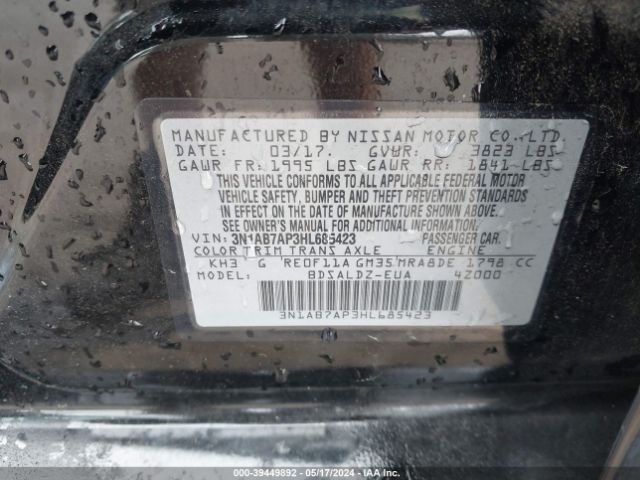 MANUFACTURED BY NISSAN MOTOR CO., LTD.
DATE: 03/17. GVWR: 3823 LBS
GAWR FR: 1995 LBS GAWR RR: 1841 LBS
THIS VEHICLE CONFORMS TO ALL APPLICABLE FEDERAL MOTOR
VEHICLE SAFETY, BUMPER AND THEFT PREVENTION STANDARDS
IN EFFECT ON THE DATE OF MANUFACTURE SHOWN ABOVE.
SEE OWNER'S MANUAL FOR ADDITIONAL INFORMATION.
VIN: 3N1AB7AP3HL685423 PASSENGER CAR.
COLOR TRIM TRANS AXLE ENGINE
KH3 G RE0F11A GM35 MRA8DE 1798 CC
MODEL: BDSALDZ-EUA 42000
3N1AB7AP3HL685423
000-39449892 - 05/17/2024 - IAA Inc.